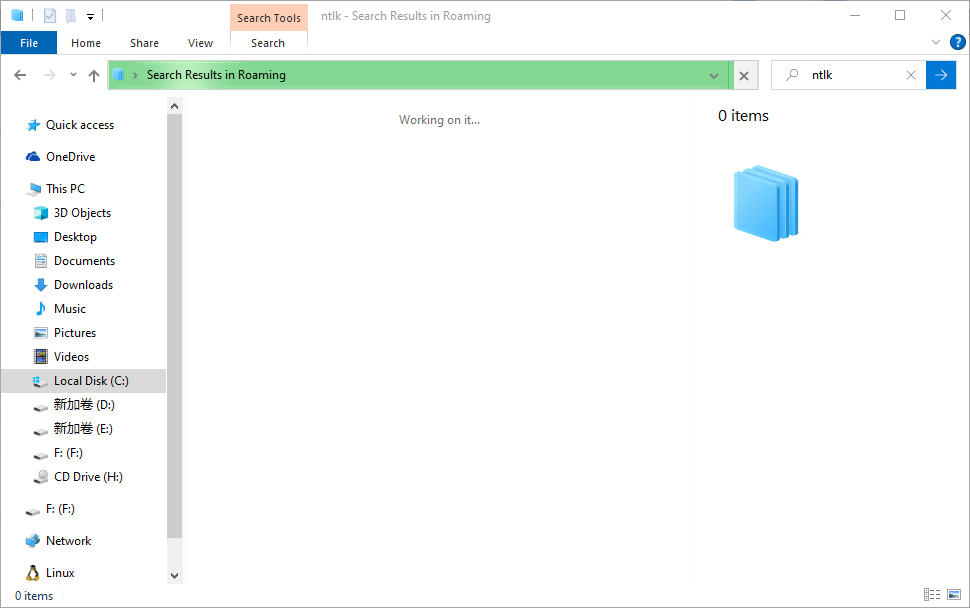 Search Tools
ntlk - Search Results in Roaming
File
Home
Share
View
Search
?
Search Results in Roaming
ntlk
Working on it...
0 items
Quick access
OneDrive
This PC
3D Objects
Desktop
Documents
Downloads
Music
Pictures
Videos
Local Disk (C:)
新加卷 (D:)
新加卷 (E:)
F: (F:)
CD Drive (H:)
F: (F:)
Network
Linux
0 items